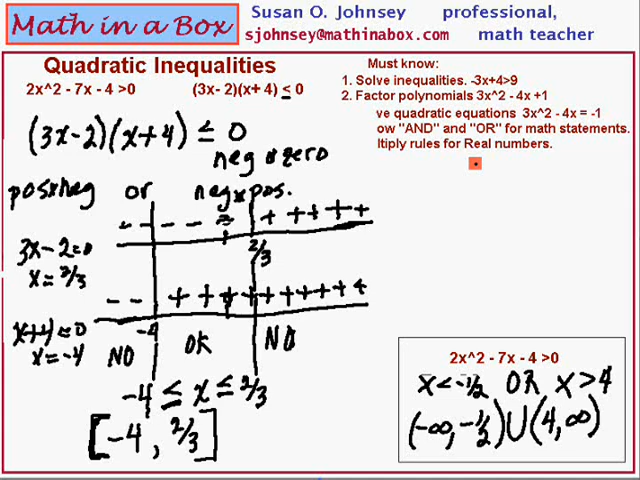 Math in a Box
Susan O. Johnsey professional,
sjohnsey@mathinabox.com math teacher
Quadratic Inequalities
2x^2 - 7x - 4 >0 (3x-2)(x+ 4) < 0
Must know:
1. Solve inequalities. -3x+4>9
2. Factor polynomials 3x^2 - 4x +1
ve quadratic equations 3x^2 - 4x = -1
ow "AND" and "OR" for math statements.
ltiply rules for Real numbers.
(3x-2)(x+4) ≤ 0
neg or zero
pos x neg or neg x pos.
- - - - + ++ + +
3x-2=0
x=2/3
2/3
- - + + + + + + + + +
x+4=0
x=-4
-4
NO OK NO
-4 ≤ x ≤ 2/3
[-4, 2/3]
2x^2 - 7x - 4 >0
x < -1/2 OR x > 4
(-∞, -1/2) U (4, ∞)